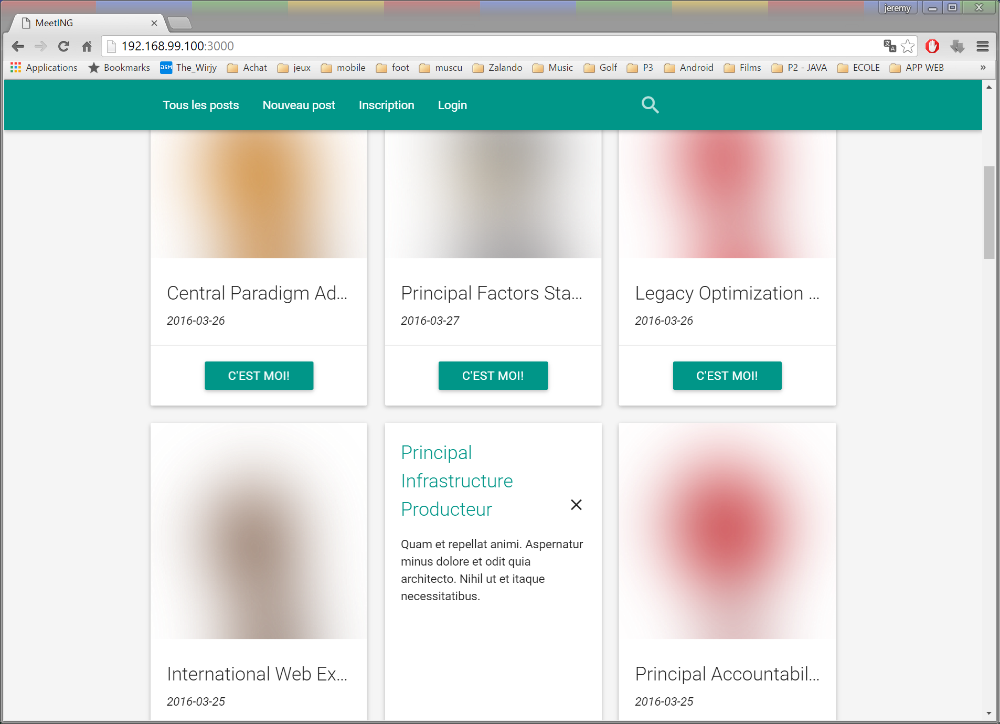 jeremy
MeetING
192.168.99.100:3000
Applications Bookmarks DSM The_Wirjy Achat jeux mobile foot muscu Zalando Music Golf P3 Android Films P2 - JAVA ECOLE APP WEB »
Tous les posts Nouveau post Inscription Login
Central Paradigm Ad...
2016-03-26
C'EST MOI!
Principal Factors Sta...
2016-03-27
C'EST MOI!
Legacy Optimization ...
2016-03-26
C'EST MOI!
International Web Ex...
2016-03-25
Principal
Infrastructure
Producteur
Quam et repellat animi. Aspernatur
minus dolore et odit quia
architecto. Nihil ut et itaque
necessitatibus.
Principal Accountabil...
2016-03-25